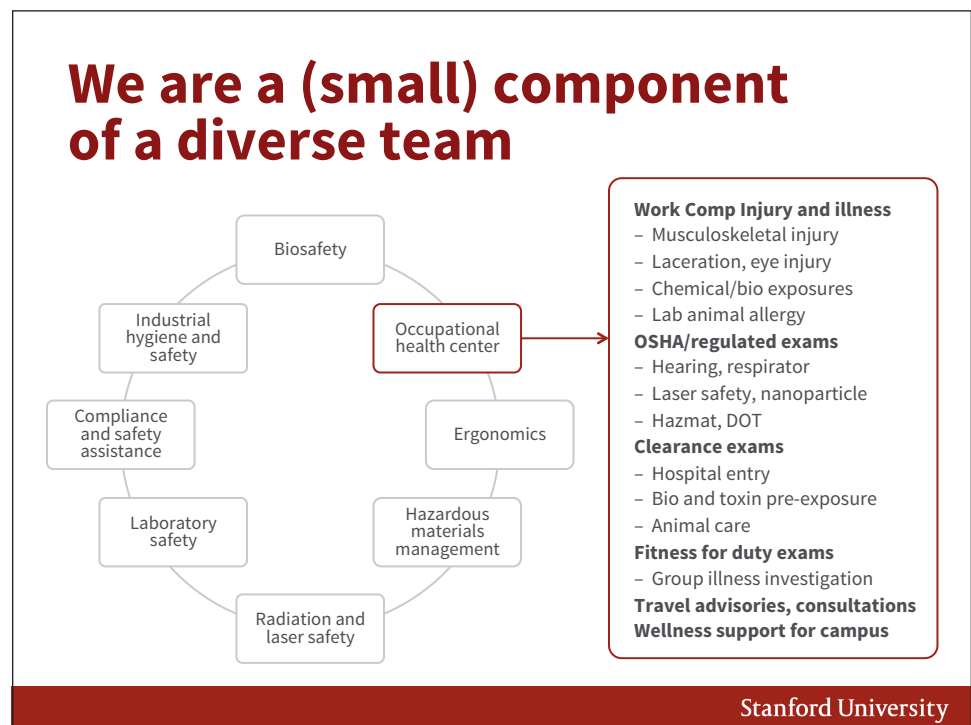 We are a (small) component
of a diverse team
Biosafety
Occupational
health center
Ergonomics
Hazardous
materials
management
Radiation and
laser safety
Laboratory
safety
Compliance
and safety
assistance
Industrial
hygiene and
safety
Work Comp Injury and illness
– Musculoskeletal injury
– Laceration, eye injury
– Chemical/bio exposures
– Lab animal allergy
OSHA/regulated exams
– Hearing, respirator
– Laser safety, nanoparticle
– Hazmat, DOT
Clearance exams
– Hospital entry
– Bio and toxin pre-exposure
– Animal care
Fitness for duty exams
– Group illness investigation
Travel advisories, consultations
Wellness support for campus
Stanford University